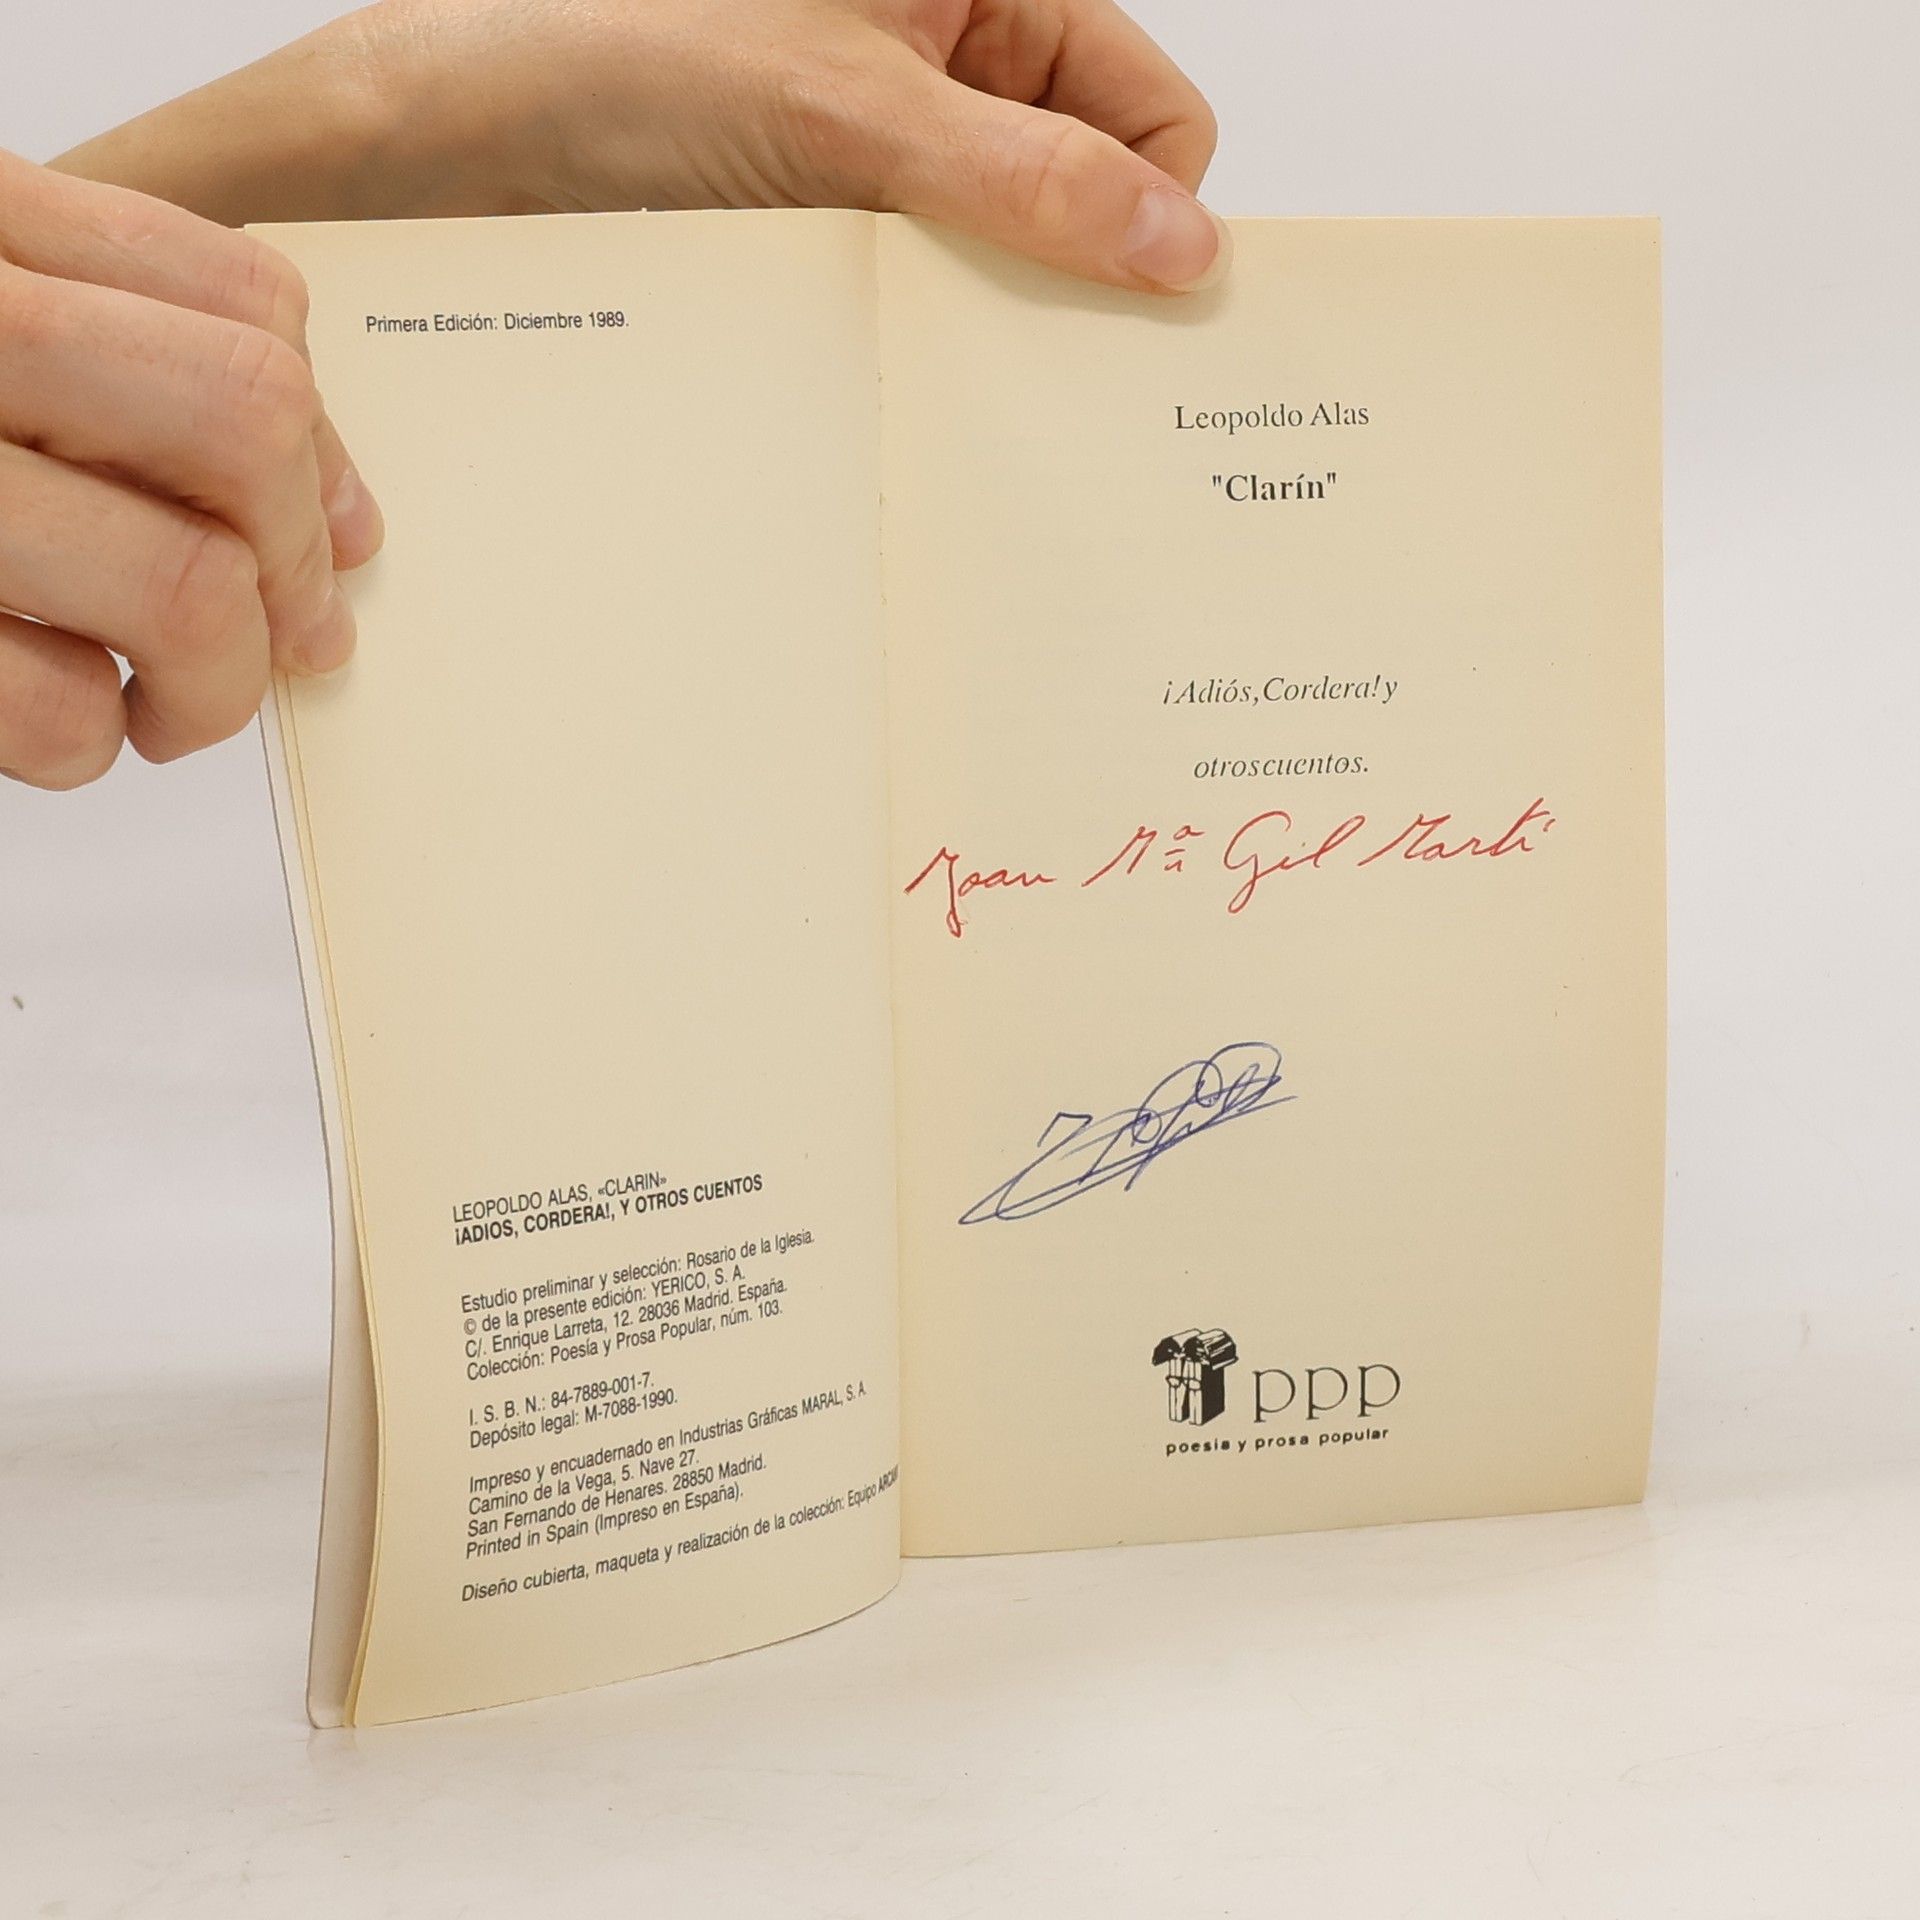 Primera Edición: Diciembre 1989.
LEOPOLDO ALAS, «CLARIN»
¡ADIOS, CORDERA!, Y OTROS CUENTOS
Estudio preliminar y selección: Rosario de la Iglesia.
© de la presente edición: YERICO, S. A.
C/. Enrique Larreta, 12. 28036 Madrid. España.
Colección: Poesía y Prosa Popular, núm. 103.
I. S. B. N.: 84-7889-001-7.
Depósito legal: M-7088-1990.
Impreso y encuadernado en Industrias Gráficas MARAL, S. A.
Camino de la Vega, 5. Nave 27.
San Fernando de Henares. 28850 Madrid.
Printed in Spain (Impreso en España).
Diseño cubierta, maqueta y realización de la colección: Equipo
Leopoldo Alas
"Clarín"
¡Adiós, Cordera! y
otros cuentos.
Joan Mª Gil Martí
ppp
poesía y prosa popular